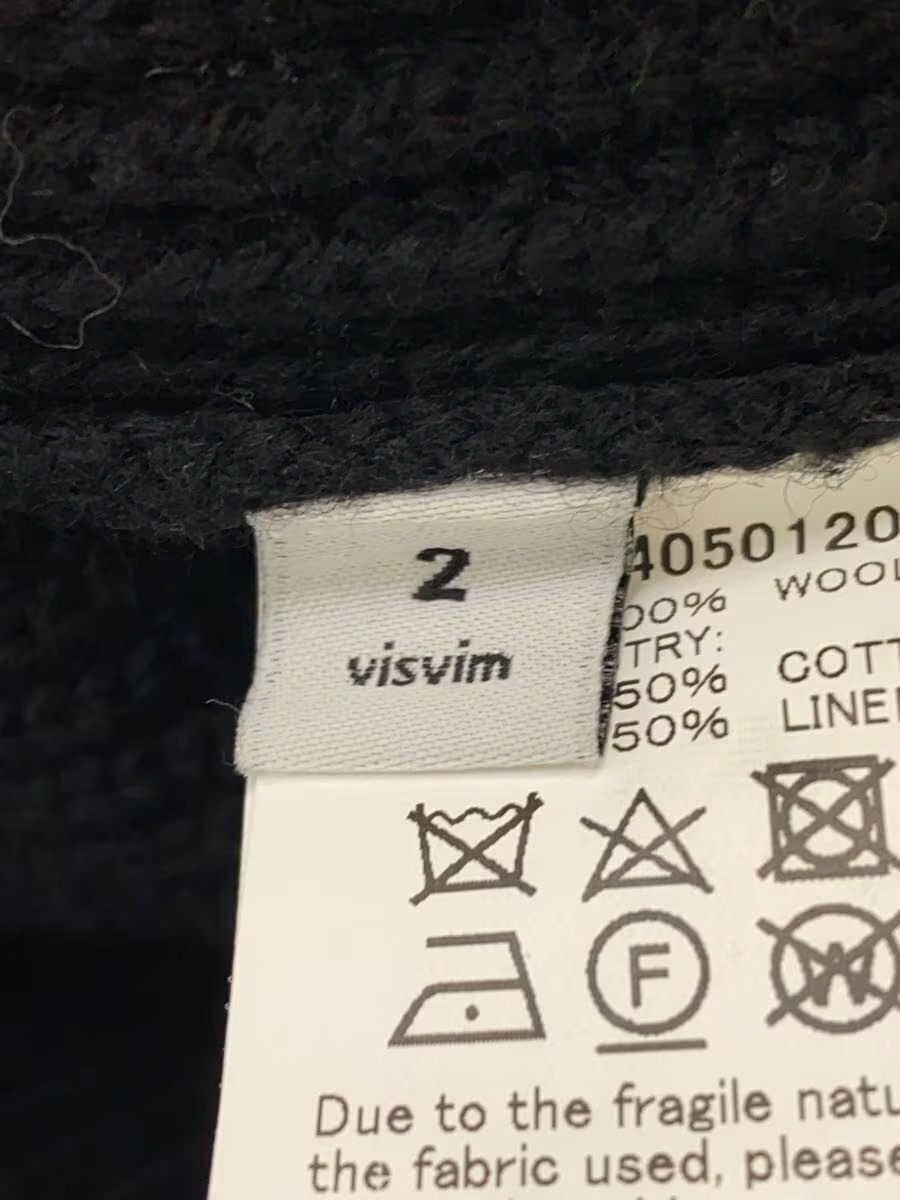 2
visvim
4050120
00% WOOL
TRY:
50% COTT
50% LINE
F
W
Due to the fragile natu
the fabric used, please